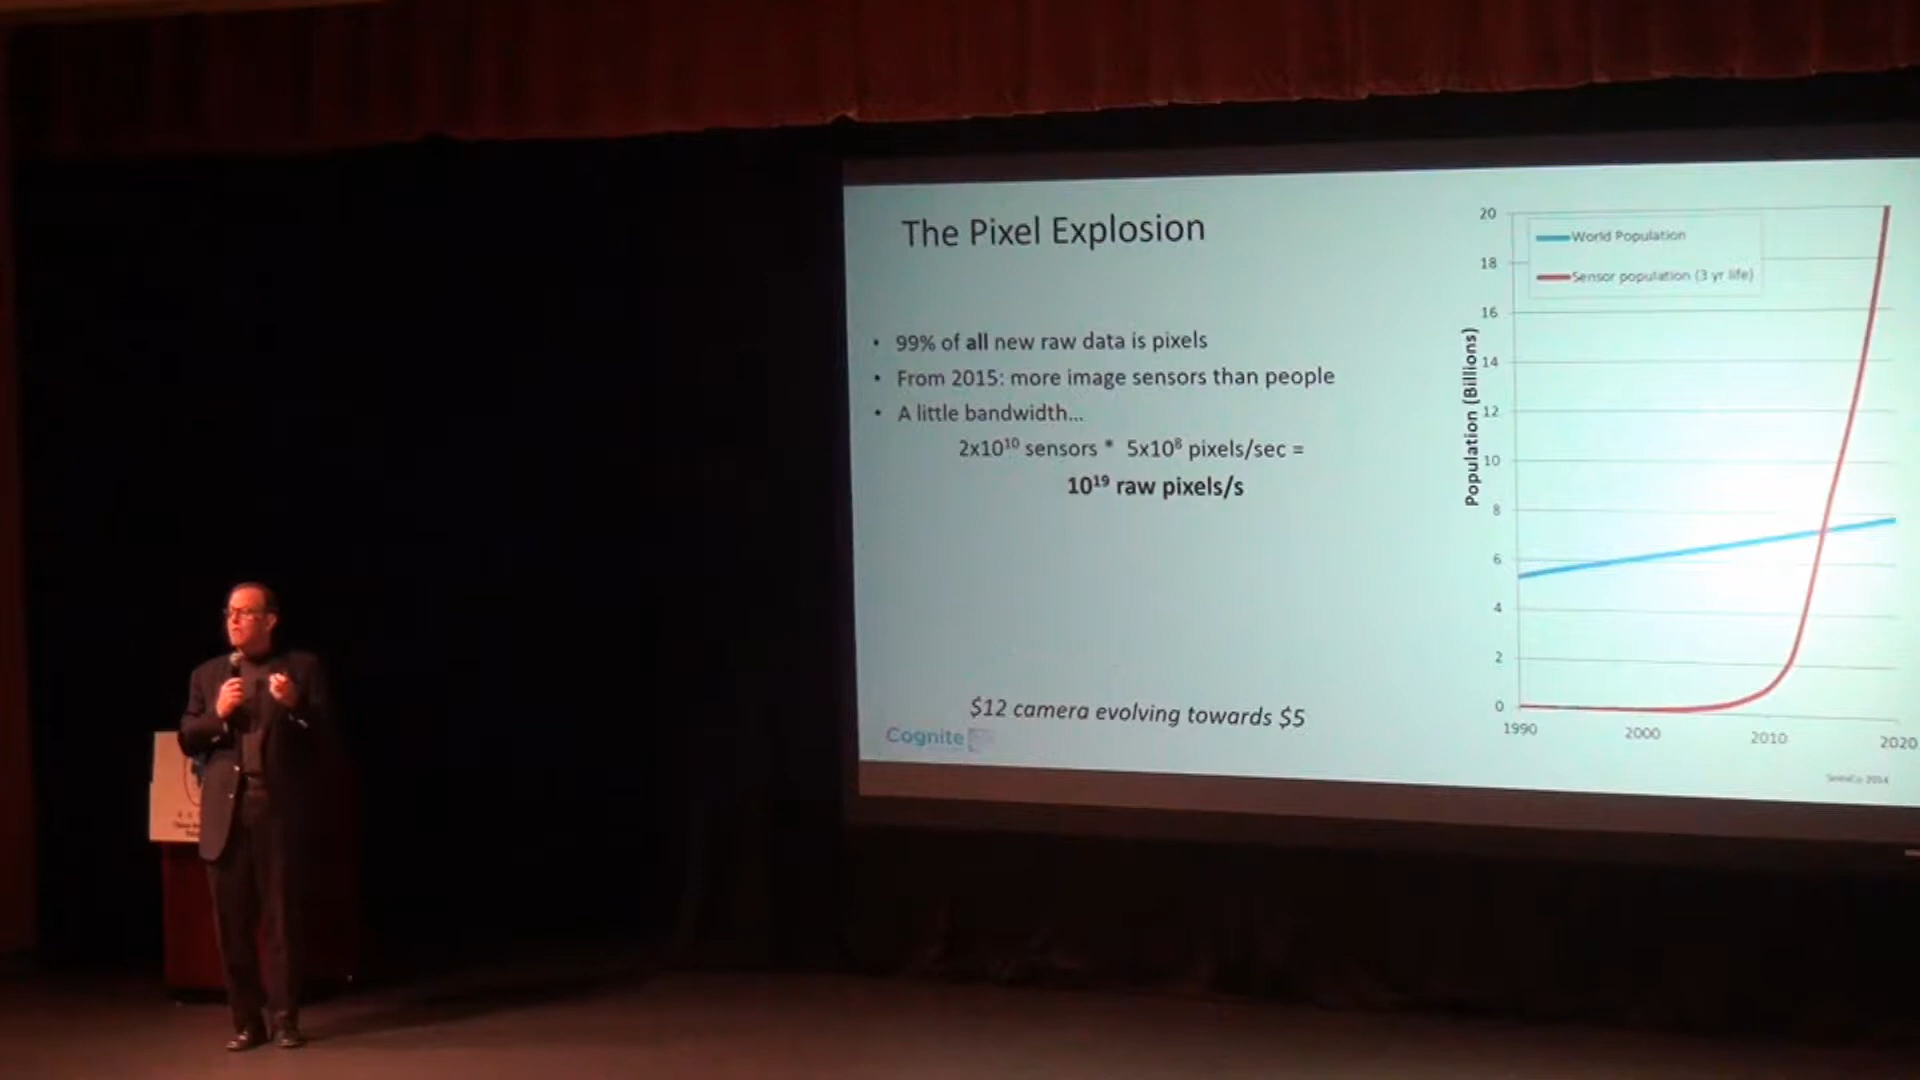 The Pixel Explosion
• 99% of all new raw data is pixels
• From 2015: more image sensors than people
• A little bandwidth...
2x10¹⁰ sensors * 5x10⁸ pixels/sec =
10¹⁹ raw pixels/s
$12 camera evolving towards $5
Cognite
World Population
Sensor population (3 yr life)
Population (Billions)
20
18
16
14
12
10
8
6
4
2
0
1990
2000
2010
2020
2014